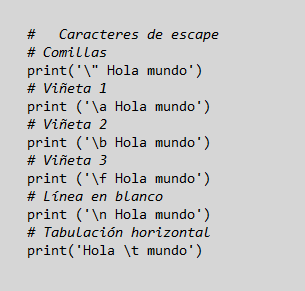 #   Caracteres de escape
# Comillas
print('\" Hola mundo')
# Viñeta 1
print ('\a Hola mundo')
# Viñeta 2
print ('\b Hola mundo')
# Viñeta 3
print ('\f Hola mundo')
# Línea en blanco
print ('\n Hola mundo')
# Tabulación horizontal
print('Hola \t mundo')